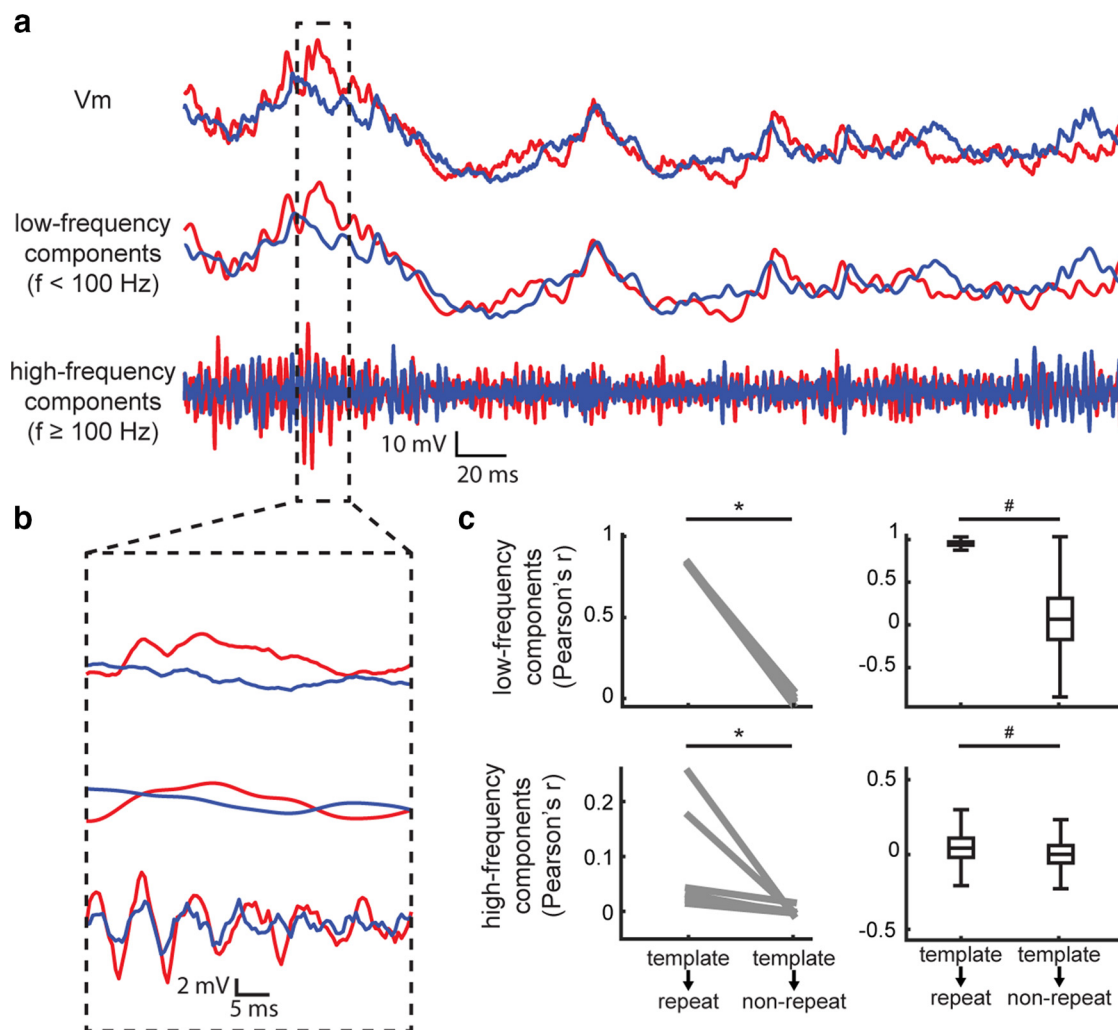 a
Vm
low-frequency
components
(f < 100 Hz)
high-frequency
components
(f ≥ 100 Hz)
10 mV
20 ms
b
2 mV
5 ms
c
low-frequency
components
(Pearson's r)
1
0.5
0
*
1
0.5
0
-0.5
#
high-frequency
components
(Pearson's r)
0.2
0.1
0
*
0.5
0
-0.5
#
template
repeat
template
non-repeat
template
repeat
template
non-repeat